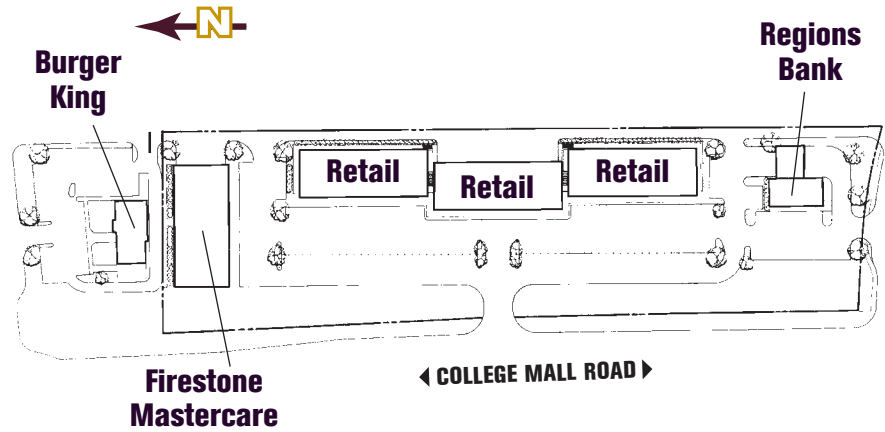 N
Burger
King
Regions
Bank
Retail
Retail
Retail
Firestone
Mastercare
COLLEGE MALL ROAD